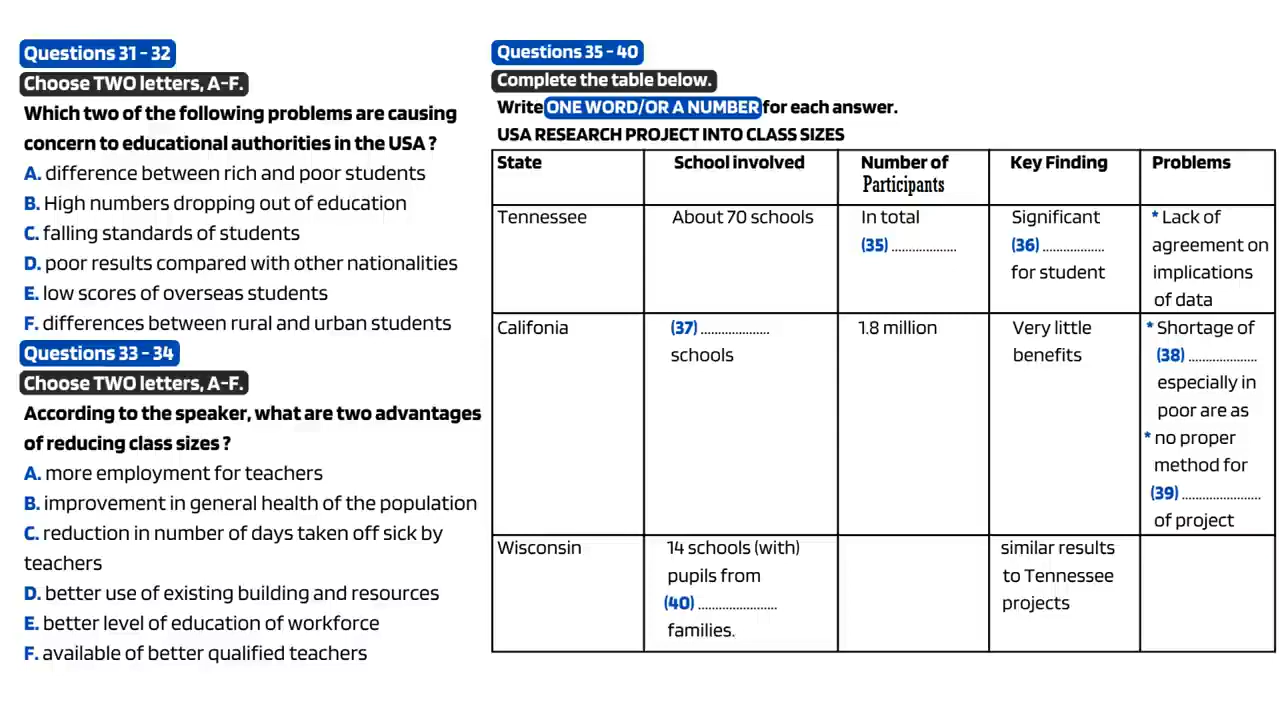 Questions 31 - 32
Choose TWO letters, A-F.
Which two of the following problems are causing
concern to educational authorities in the USA ?
A. difference between rich and poor students
B. High numbers dropping out of education
C. falling standards of students
D. poor results compared with other nationalities
E. low scores of overseas students
F. differences between rural and urban students
Questions 33 - 34
Choose TWO letters, A-F.
According to the speaker, what are two advantages
of reducing class sizes ?
A. more employment for teachers
B. improvement in general health of the population
C. reduction in number of days taken off sick by
teachers
D. better use of existing building and resources
E. better level of education of workforce
F. available of better qualified teachers
Questions 35 - 40
Complete the table below.
Write ONE WORD/OR A NUMBER for each answer.
USA RESEARCH PROJECT INTO CLASS SIZES
State
School involved
Number of
Participants
Key Finding
Problems
Tennessee
About 70 schools
In total
(35) ...................
Significant
(36) ..................
for student
* Lack of
agreement on
implications
of data
Califonia
(37) ....................
schools
1.8 million
Very little
benefits
* Shortage of
(38) ....................
especially in
poor are as
* no proper
method for
(39) .......................
of project
Wisconsin
14 schools (with)
pupils from
(40) .......................
families.
similar results
to Tennessee
projects